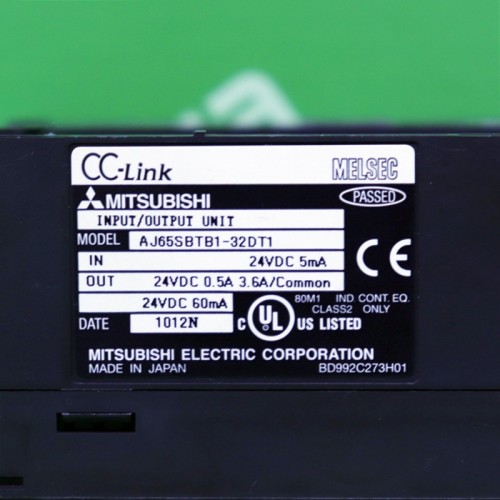 CC-Link MELSEC
MITSUBISHI PASSED
INPUT/OUTPUT UNIT
MODEL AJ65SBTB1-32DT1
IN 24VDC 5mA
OUT 24VDC 0.5A 3.6A/Common
24VDC 60mA
80M1 IND CONT. EQ.
CLASS2 ONLY
DATE 1012N
C UL US LISTED
MITSUBISHI ELECTRIC CORPORATION
MADE IN JAPAN BD992C273H01